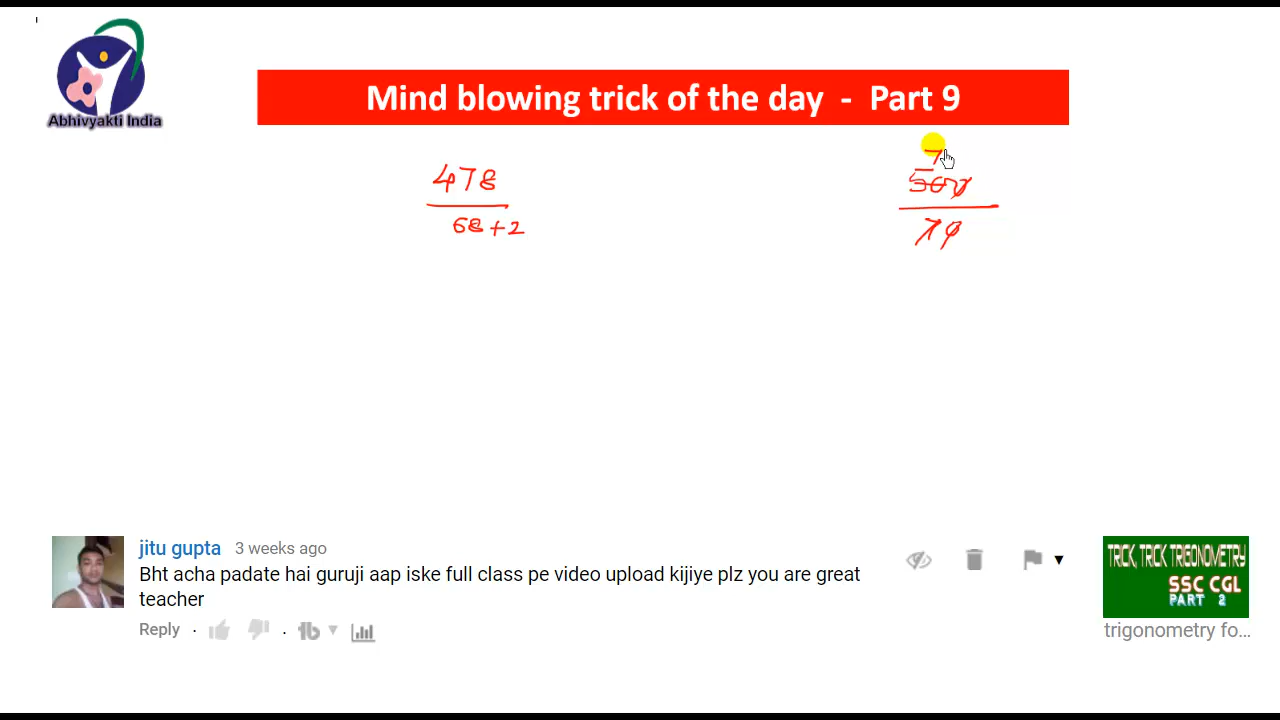 Abhivyakti India
Mind blowing trick of the day - Part 9
478
68+2
7
70
jitu gupta 3 weeks ago
Bht acha padate hai guruji aap iske full class pe video upload kijiye plz you are great
teacher
Reply
TRICK, TRICK TRIGONOMETRY
SSC CGL
PART 2
trigonometry fo...